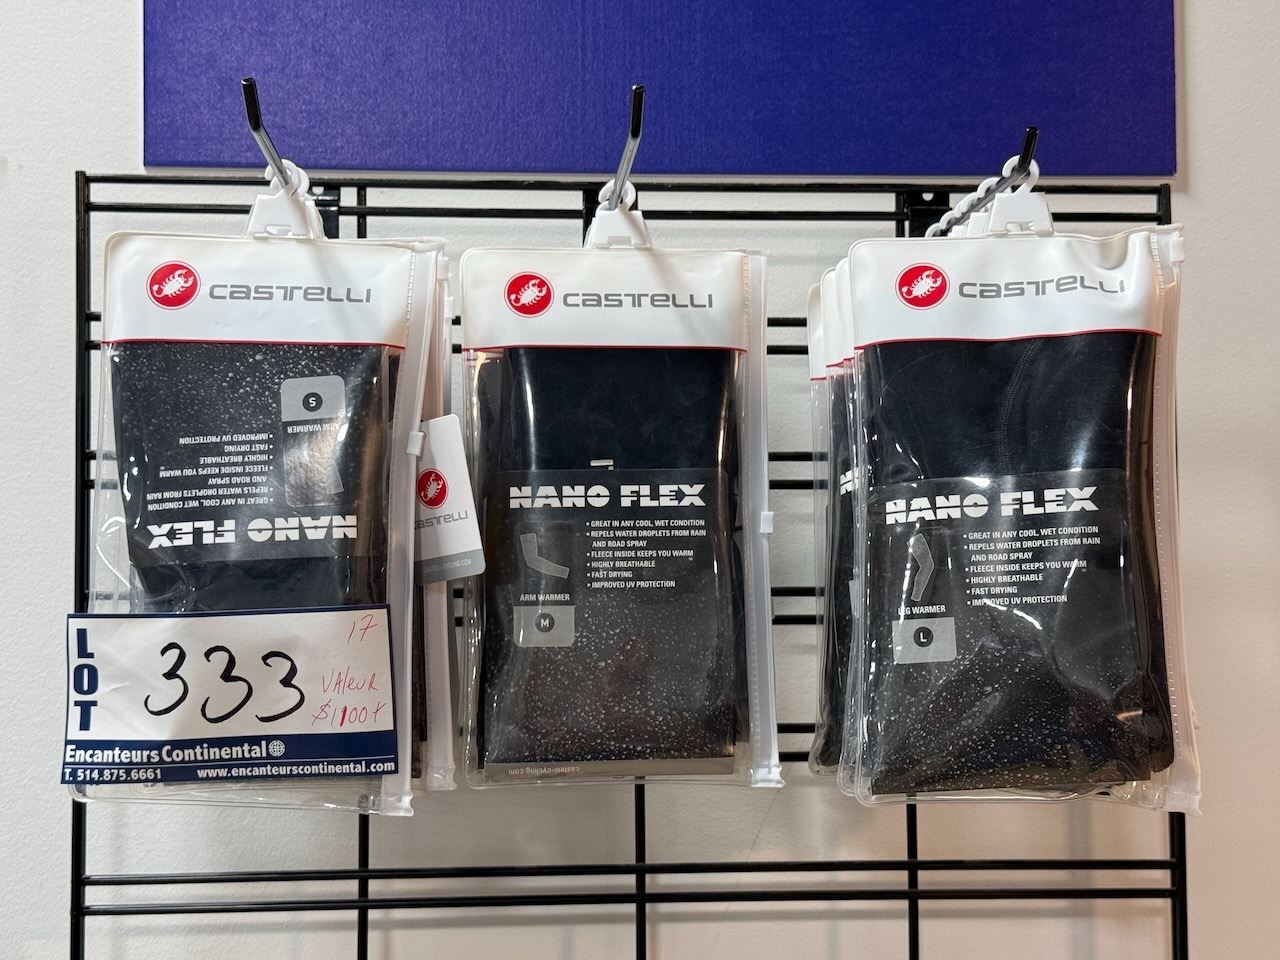 CASTELLI
S
ARM WARMER
NANO FLEX
• GREAT IN ANY COOL, WET CONDITION
• REPELS WATER DROPLETS FROM RAIN
AND ROAD SPRAY
• FLEECE INSIDE KEEPS YOU WARM
• HIGHLY BREATHABLE
• FAST DRYING
• IMPROVED UV PROTECTION
LOT
333
17
VALEUR
$1100+
Encanteurs Continental
T. 514.875.6661 www.encanteurscontinental.com
CASTELLI
CASTELLI
NANO FLEX
• GREAT IN ANY COOL, WET CONDITION
• REPELS WATER DROPLETS FROM RAIN
AND ROAD SPRAY
• FLEECE INSIDE KEEPS YOU WARM
• HIGHLY BREATHABLE
• FAST DRYING
• IMPROVED UV PROTECTION
ARM WARMER
M
castelli-cycling.com
CASTELLI
NANO FLEX
• GREAT IN ANY COOL, WET CONDITION
• REPELS WATER DROPLETS FROM RAIN
AND ROAD SPRAY
• FLEECE INSIDE KEEPS YOU WARM
• HIGHLY BREATHABLE
• FAST DRYING
• IMPROVED UV PROTECTION
LEG WARMER
L